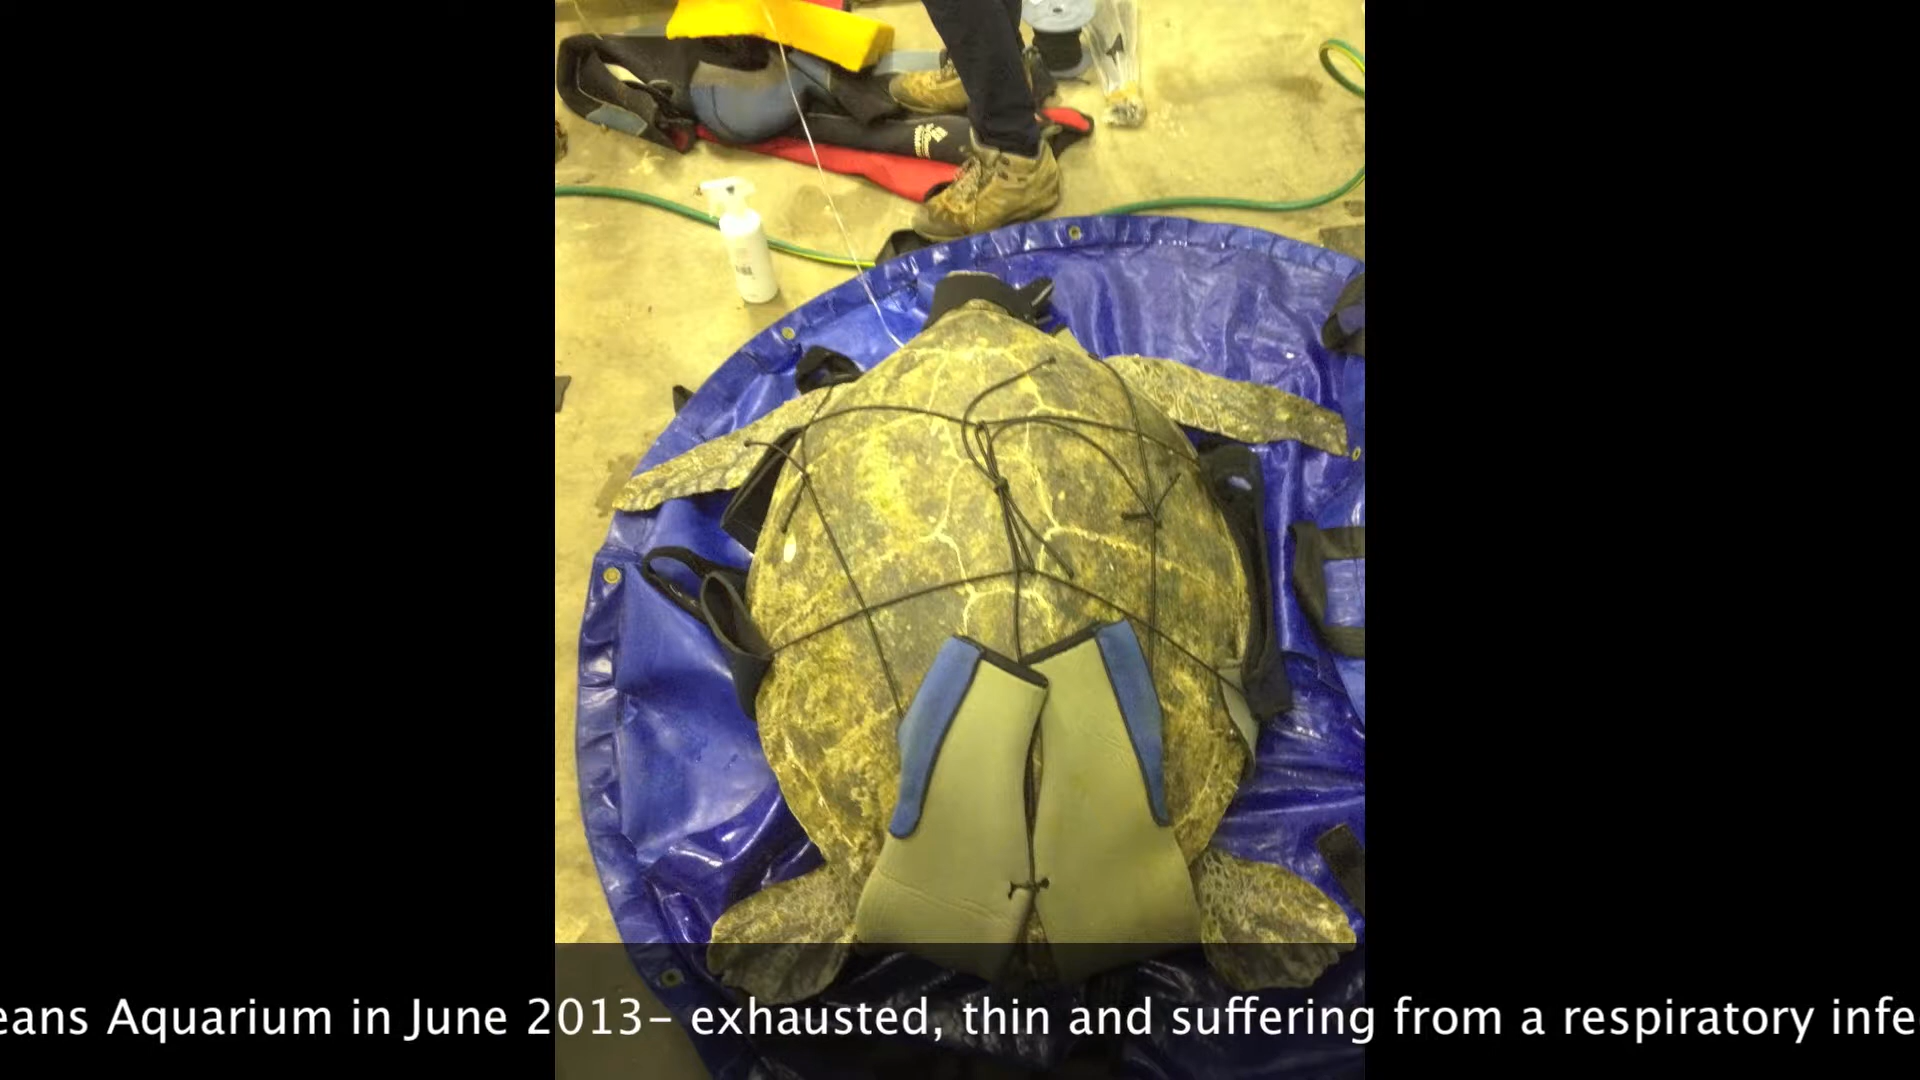 eans Aquarium in June 2013– exhausted, thin and suffering from a respiratory infe